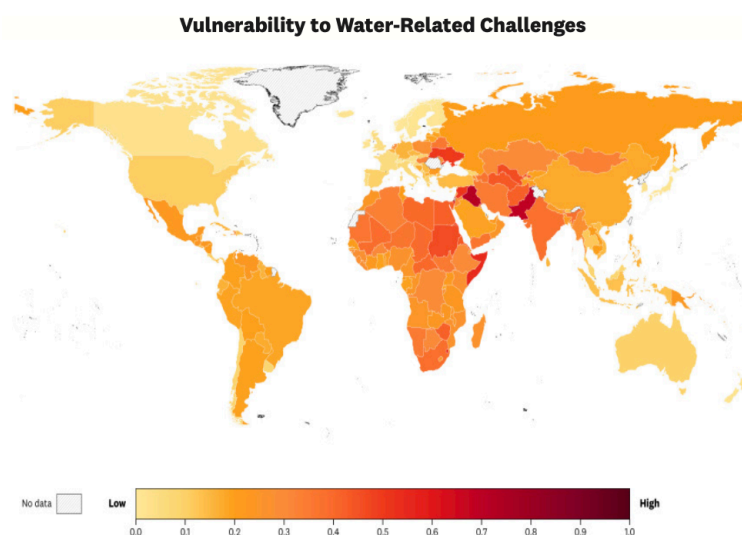 Vulnerability to Water-Related Challenges
No data
Low
High
0.0 0.1 0.2 0.3 0.4 0.5 0.6 0.7 0.8 0.9 1.0